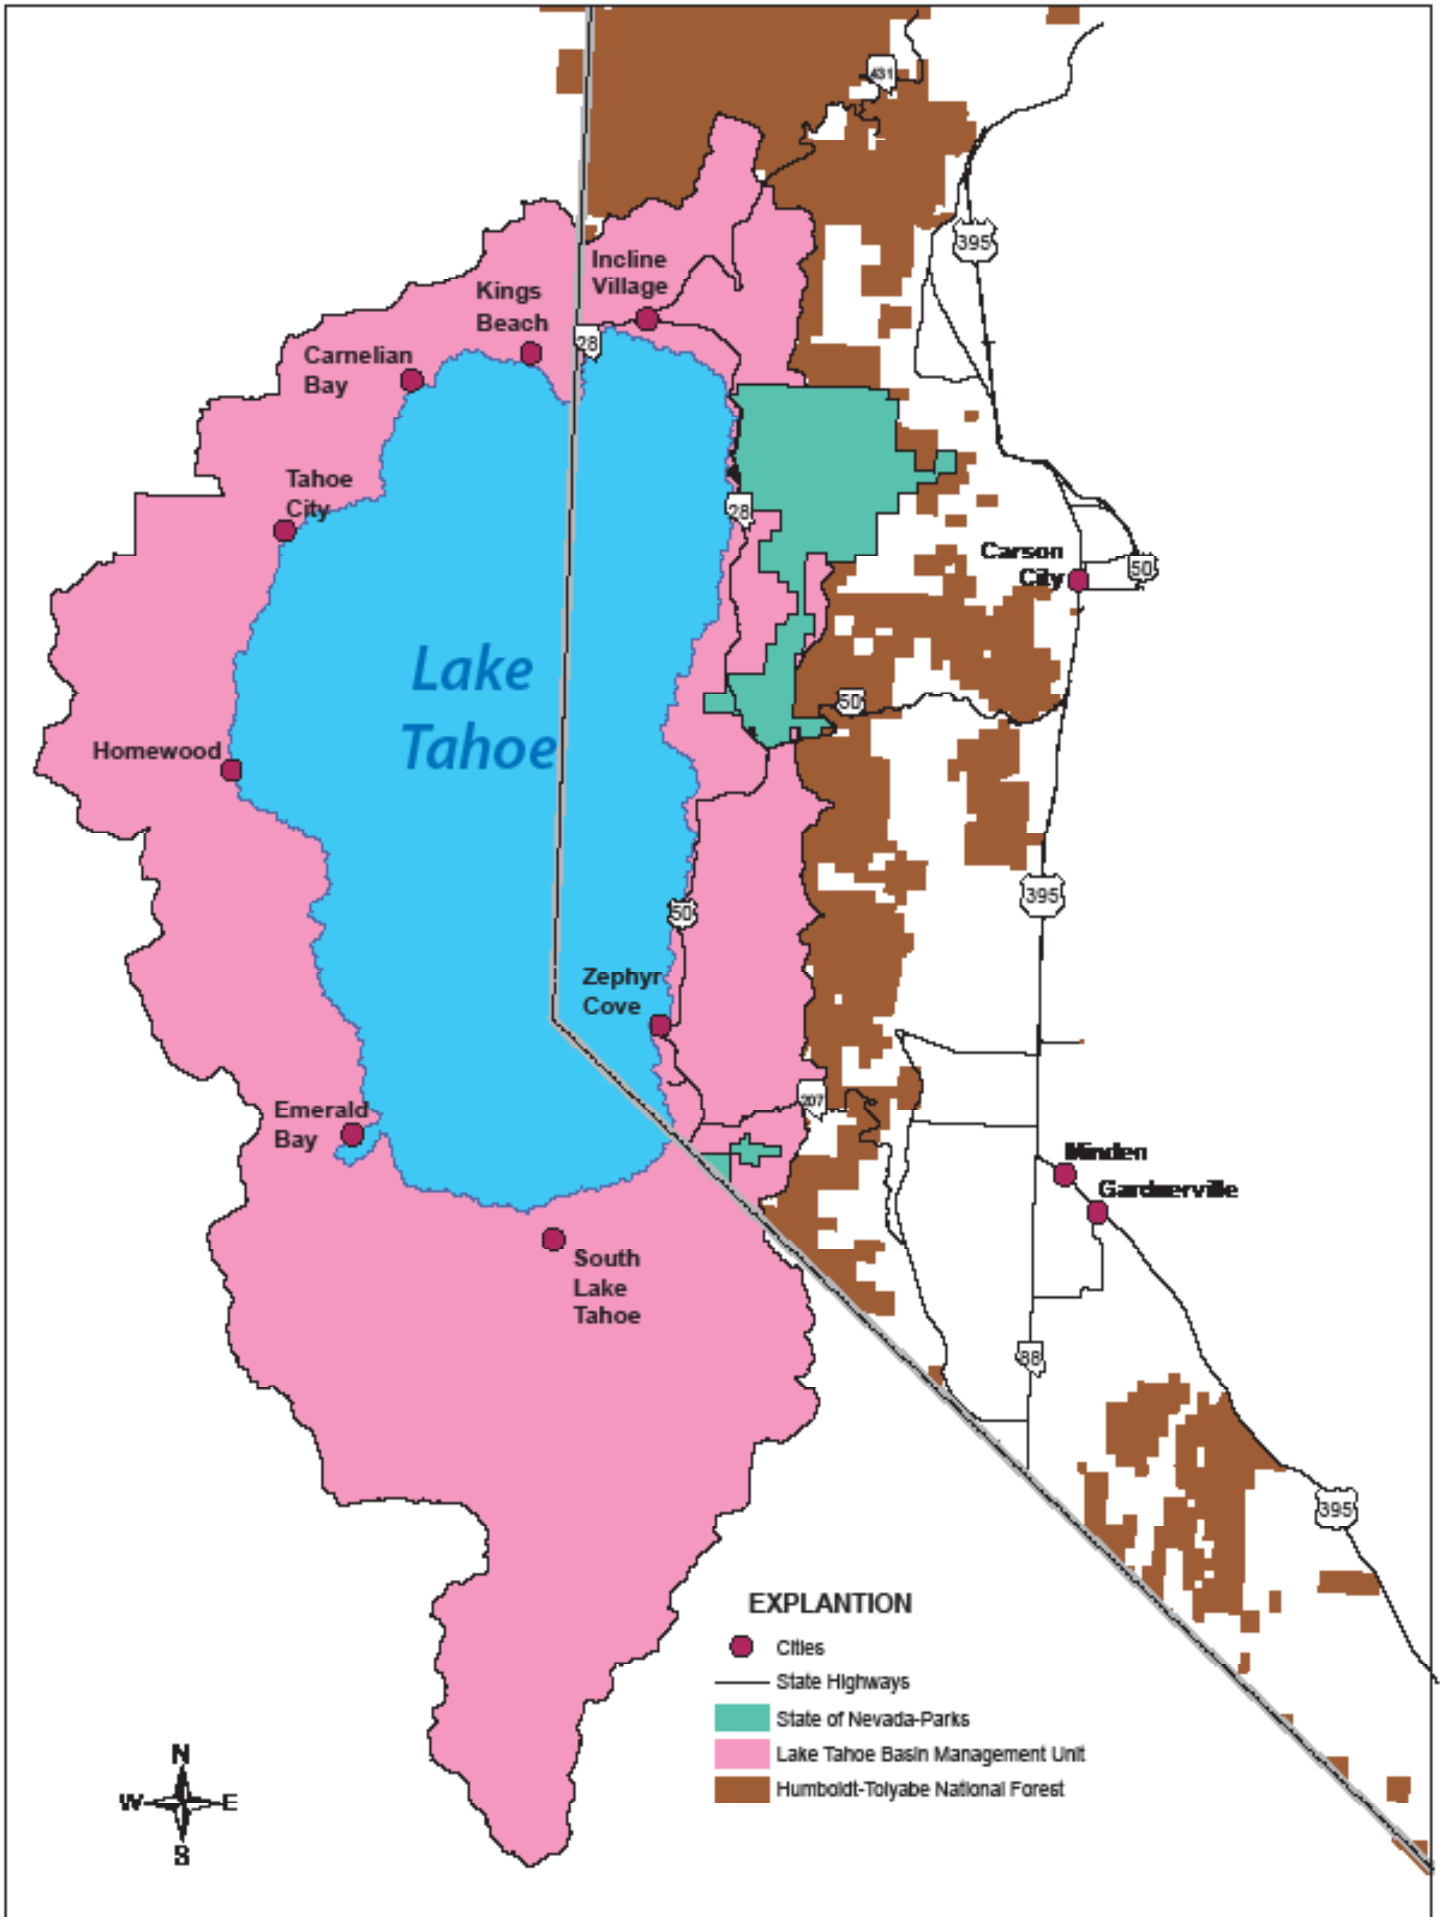 431
395
Incline
Village
Kings
Beach
28
Carnelian
Bay
Tahoe
City
28
Carson
City
50
Lake
Tahoe
50
Homewood
395
50
Zephyr
Cove
207
Emerald
Bay
Minden
Gardnerville
South
Lake
Tahoe
88
395
EXPLANTION
Cities
State Highways
State of Nevada-Parks
Lake Tahoe Basin Management Unit
Humboldt-Tolyabe National Forest
N
W E
S